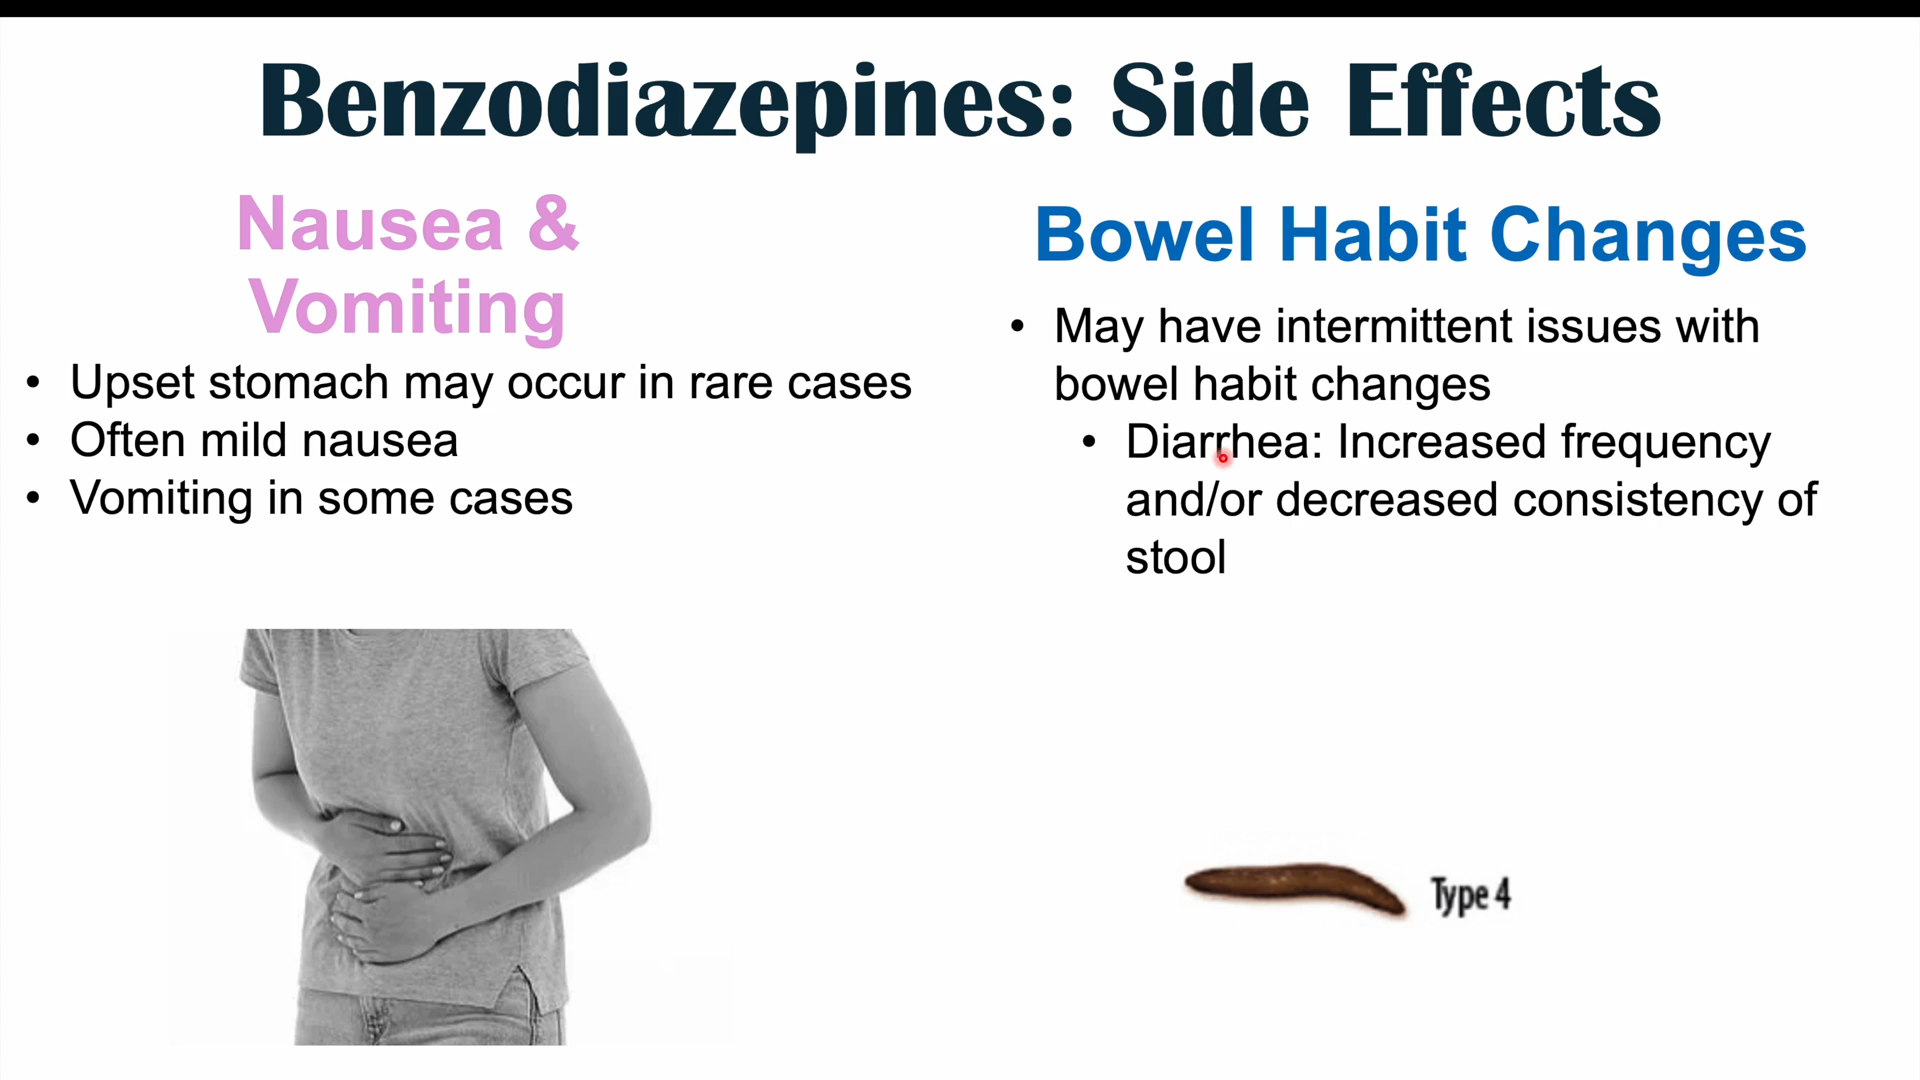 Benzodiazepines: Side Effects
Nausea &
Vomiting
• Upset stomach may occur in rare cases
• Often mild nausea
• Vomiting in some cases
Bowel Habit Changes
• May have intermittent issues with
bowel habit changes
• Diarrhea: Increased frequency
and/or decreased consistency of
stool
Type 4